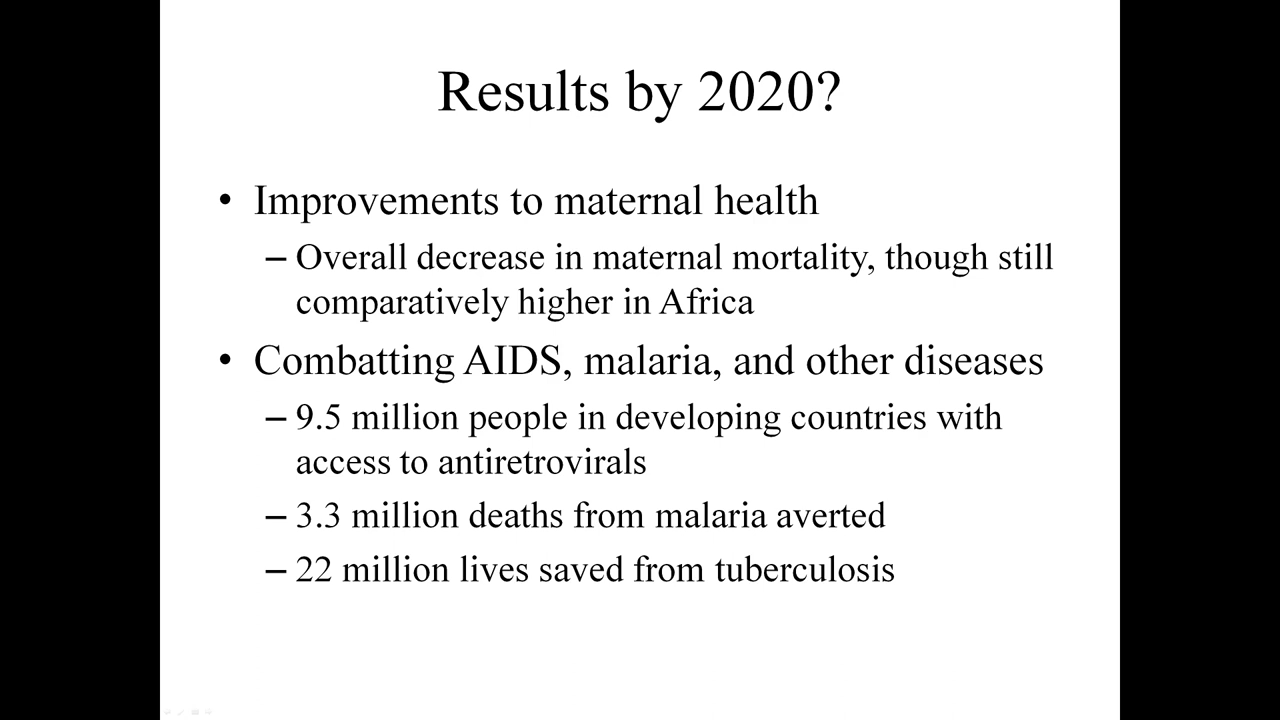 Results by 2020?
• Improvements to maternal health
– Overall decrease in maternal mortality, though still
comparatively higher in Africa
• Combatting AIDS, malaria, and other diseases
– 9.5 million people in developing countries with
access to antiretrovirals
– 3.3 million deaths from malaria averted
– 22 million lives saved from tuberculosis